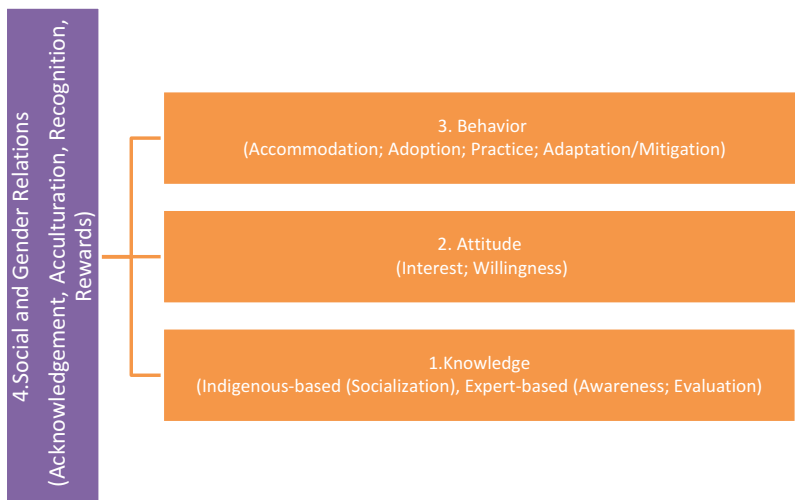 4.Social and Gender Relations
(Acknowledgement, Acculturation, Recognition,
Rewards)
3. Behavior
(Accommodation; Adoption; Practice; Adaptation/Mitigation)
2. Attitude
(Interest; Willingness)
1.Knowledge
(Indigenous-based (Socialization), Expert-based (Awareness; Evaluation)